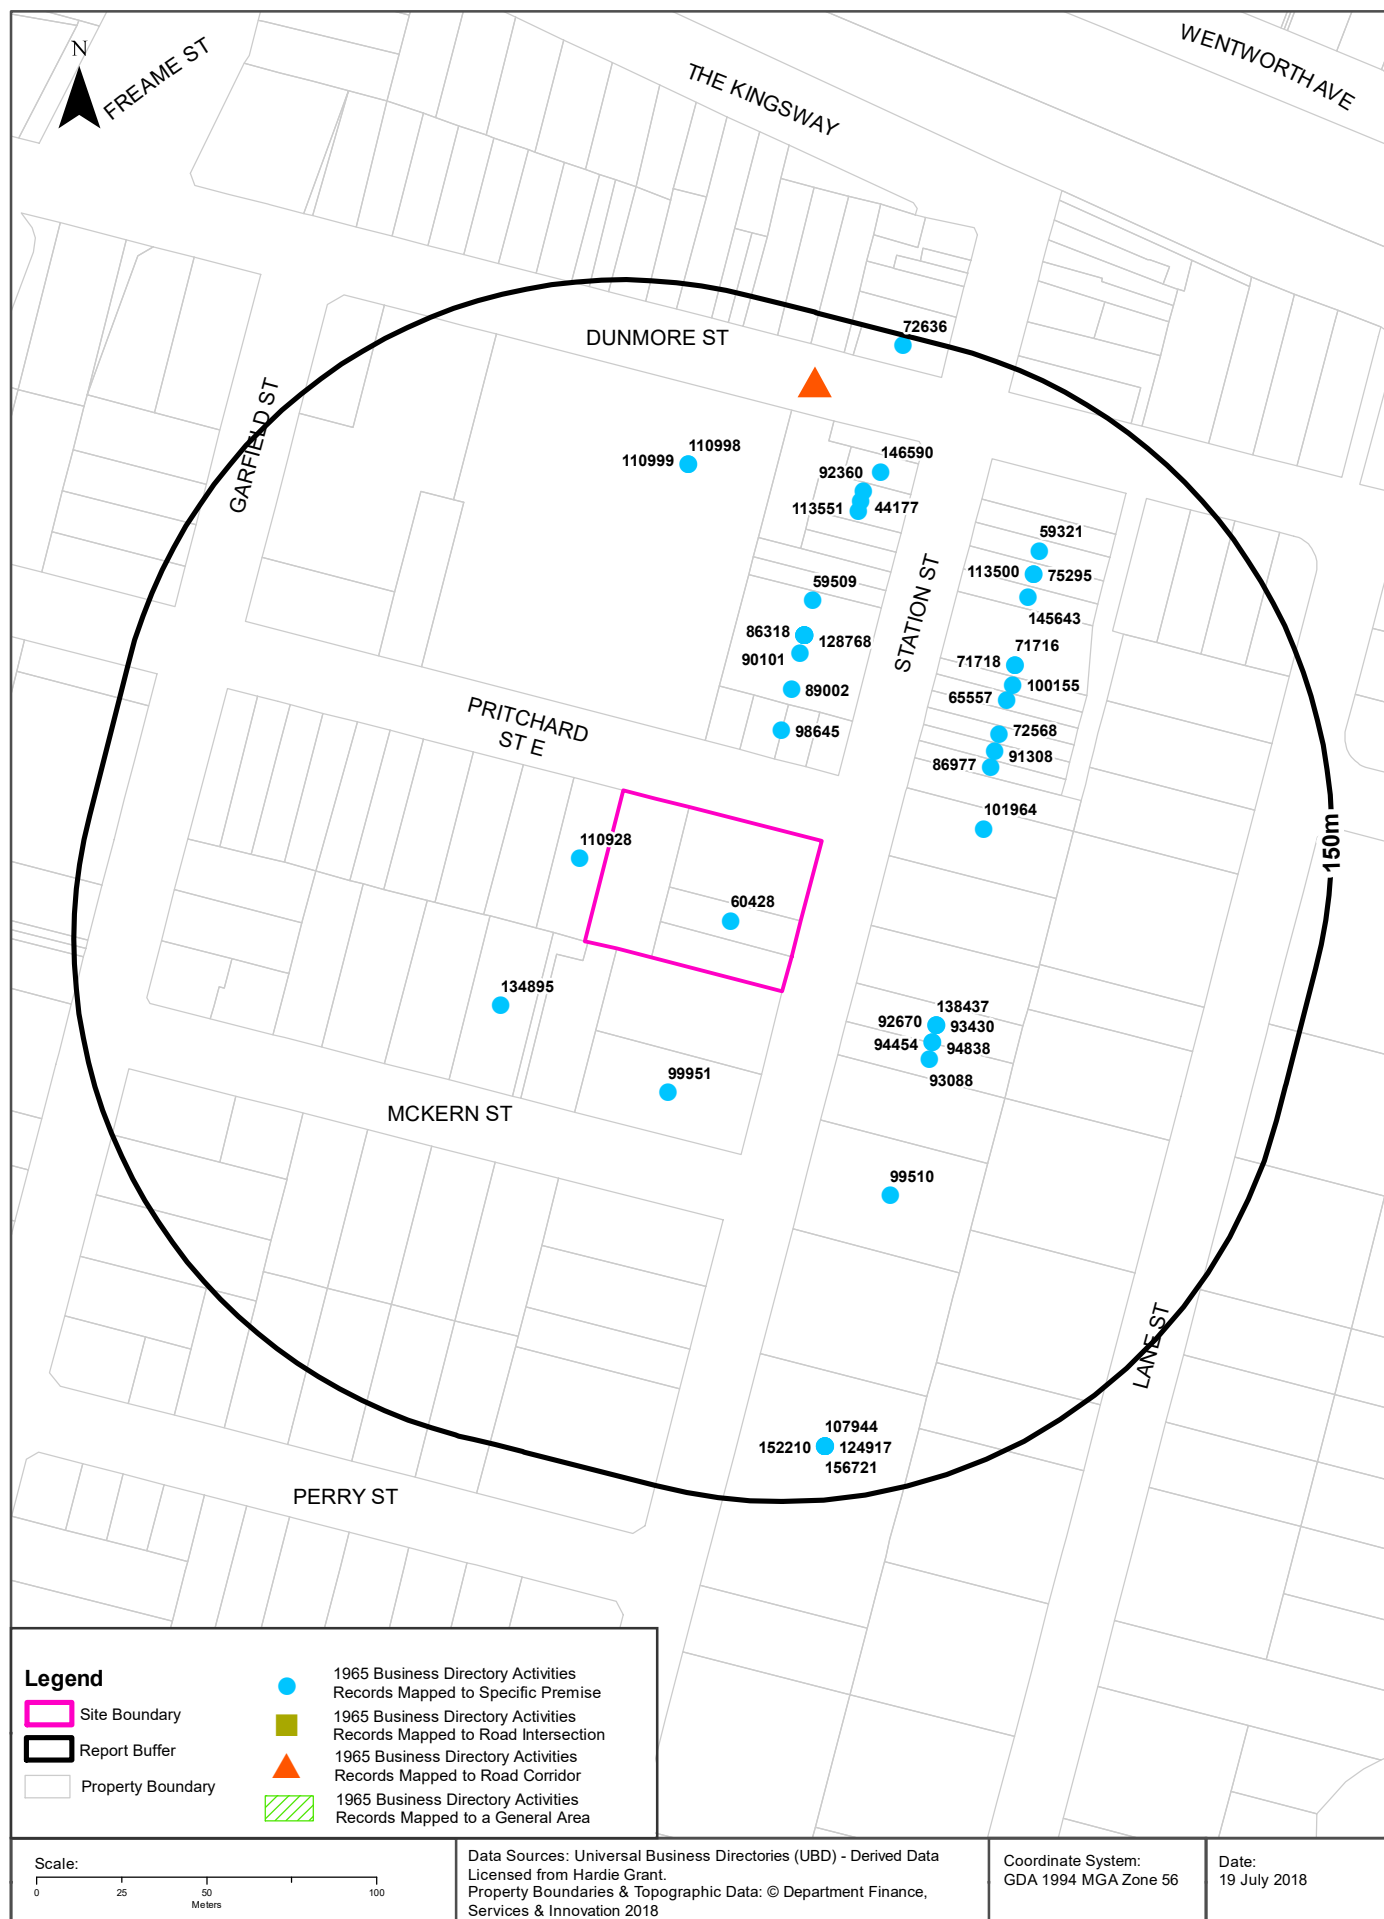 N
FREAME ST
THE KINGSWAY
WENTWORTH AVE
72636
DUNMORE ST
GARFIELD ST
110998
110999
146590
92360
113551 44177
59321
113500 75295
145643
STATION ST
59509
86318 128768
90101
71716
71718
100155
65557
89002
98645
72568
91308
86977
PRITCHARD
ST E
101964
150m
110928
60428
134895
138437
92670 93430
94454 94838
93088
99951
MCKERN ST
99510
LANE ST
107944
152210 124917
156721
PERRY ST
Legend
Site Boundary
Report Buffer
Property Boundary
1965 Business Directory Activities
Records Mapped to Specific Premise
1965 Business Directory Activities
Records Mapped to Road Intersection
1965 Business Directory Activities
Records Mapped to Road Corridor
1965 Business Directory Activities
Records Mapped to a General Area
Scale:
0 25 50 100
Meters
Data Sources: Universal Business Directories (UBD) - Derived Data
Licensed from Hardie Grant.
Property Boundaries & Topographic Data: © Department Finance,
Services & Innovation 2018
Coordinate System:
GDA 1994 MGA Zone 56
Date:
19 July 2018